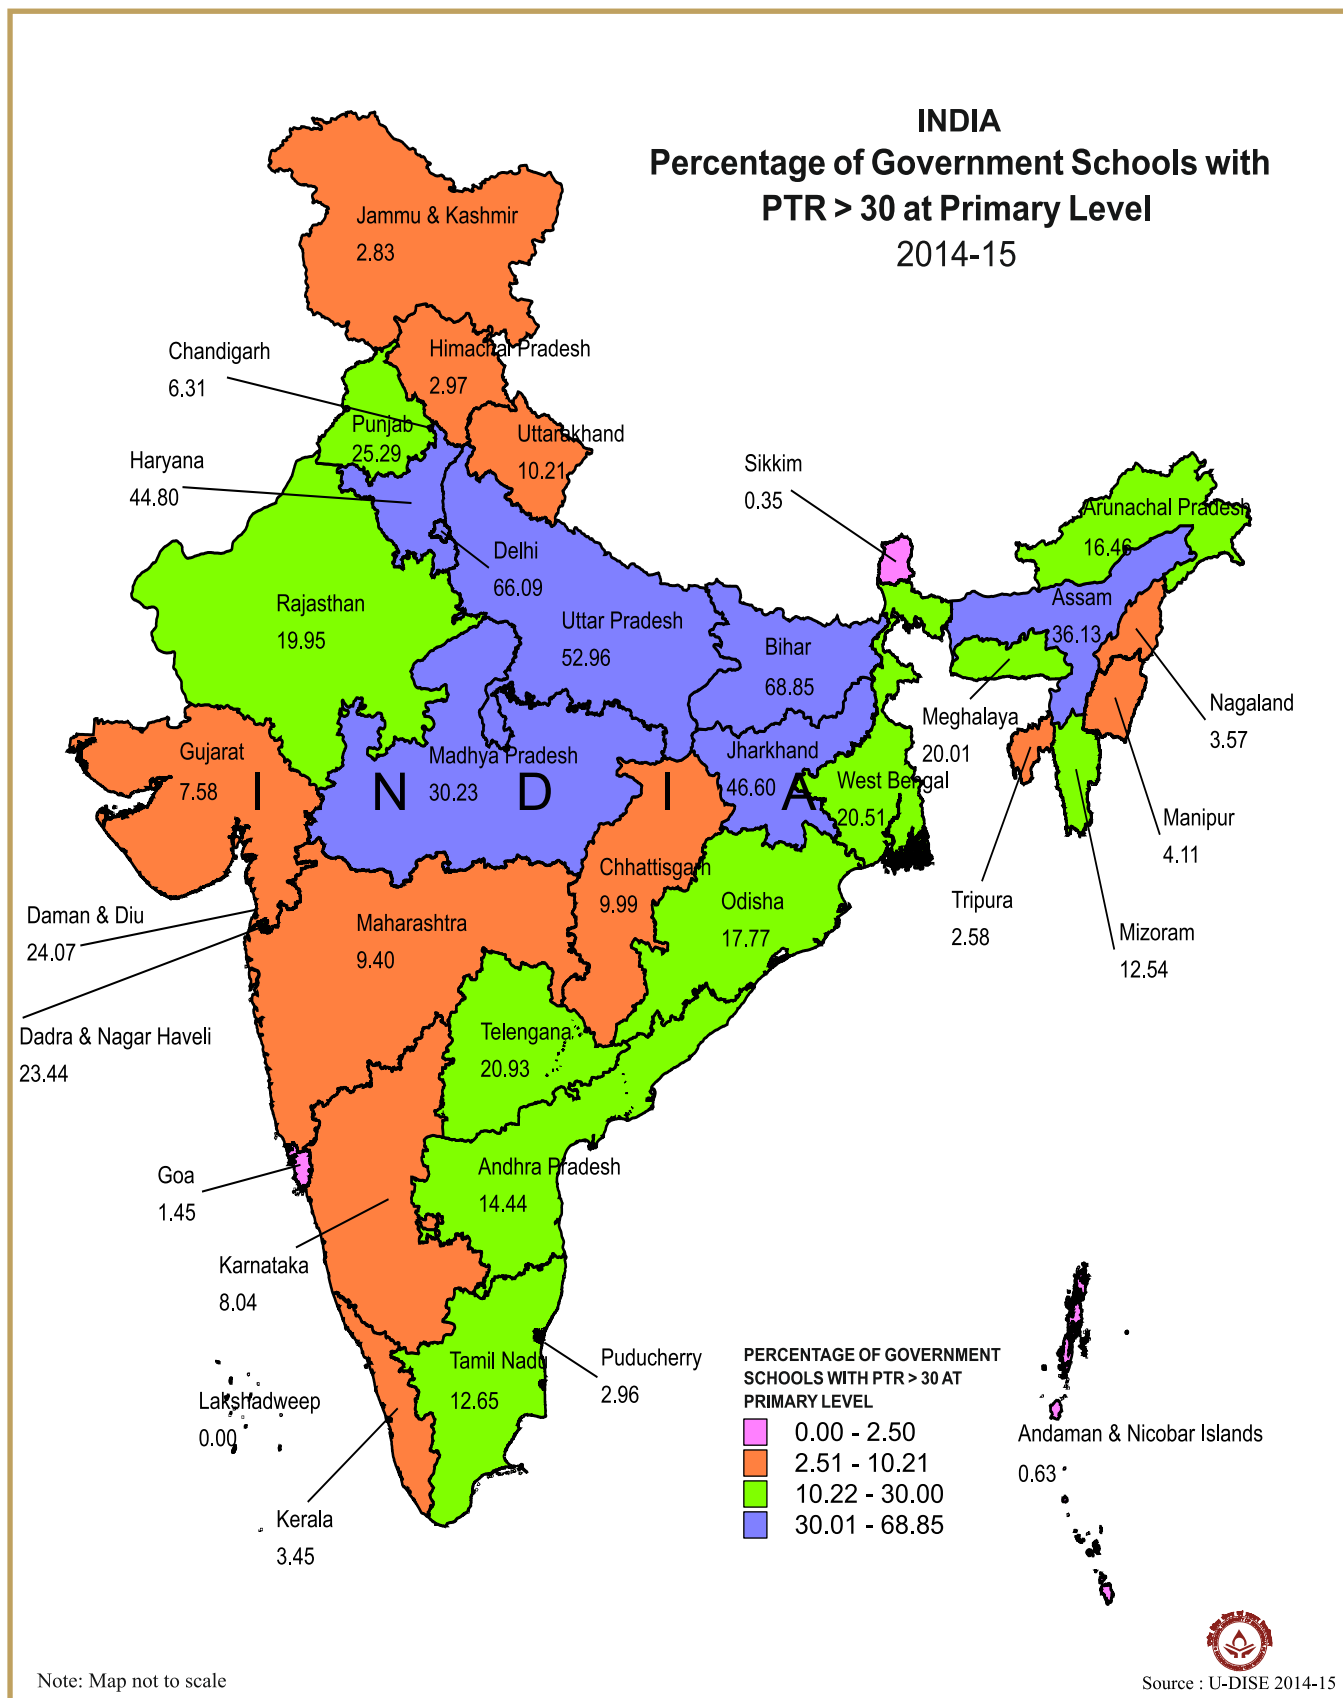 INDIA
Percentage of Government Schools with
PTR > 30 at Primary Level
2014-15
Jammu & Kashmir
2.83
Chandigarh
6.31
Himachal Pradesh
2.97
Punjab
25.29
Uttarakhand
10.21
Haryana
44.80
Sikkim
0.35
Arunachal Pradesh
16.46
Delhi
66.09
Rajasthan
19.95
Uttar Pradesh
52.96
Bihar
68.85
Assam
36.13
Nagaland
3.57
Meghalaya
20.01
Gujarat
7.58
Madhya Pradesh
30.23
Jharkhand
46.60
West Bengal
20.51
I N D I A
Manipur
4.11
Chhattisgarh
9.99
Odisha
17.77
Tripura
2.58
Mizoram
12.54
Daman & Diu
24.07
Maharashtra
9.40
Dadra & Nagar Haveli
23.44
Telengana
20.93
Goa
1.45
Andhra Pradesh
14.44
Karnataka
8.04
Tamil Nadu
12.65
Puducherry
2.96
Lakshadweep
0.00
Kerala
3.45
Andaman & Nicobar Islands
0.63
PERCENTAGE OF GOVERNMENT
SCHOOLS WITH PTR > 30 AT
PRIMARY LEVEL
0.00 - 2.50
2.51 - 10.21
10.22 - 30.00
30.01 - 68.85
Note: Map not to scale
Source : U-DISE 2014-15